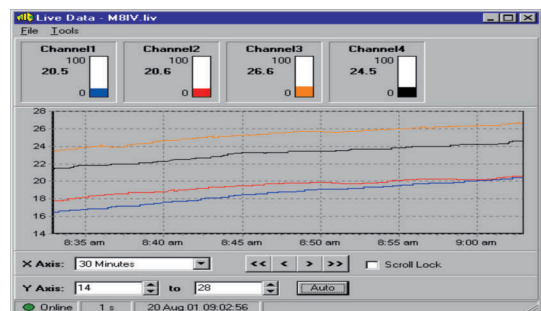 Live Data - M8IV.liv
File Tools
Channel1 Channel2 Channel3 Channel4
100 100 100 100
20.5 20.6 26.6 24.5
0 0 0 0
28
26
24
22
20
18
16
14
8:35 am 8:40 am 8:45 am 8:50 am 8:55 am 9:00 am
X Axis: 30 Minutes << < > >> Scroll Lock
Y Axis: 14 to 28 Auto
Online 1 s 20 Aug 01 09:02:56